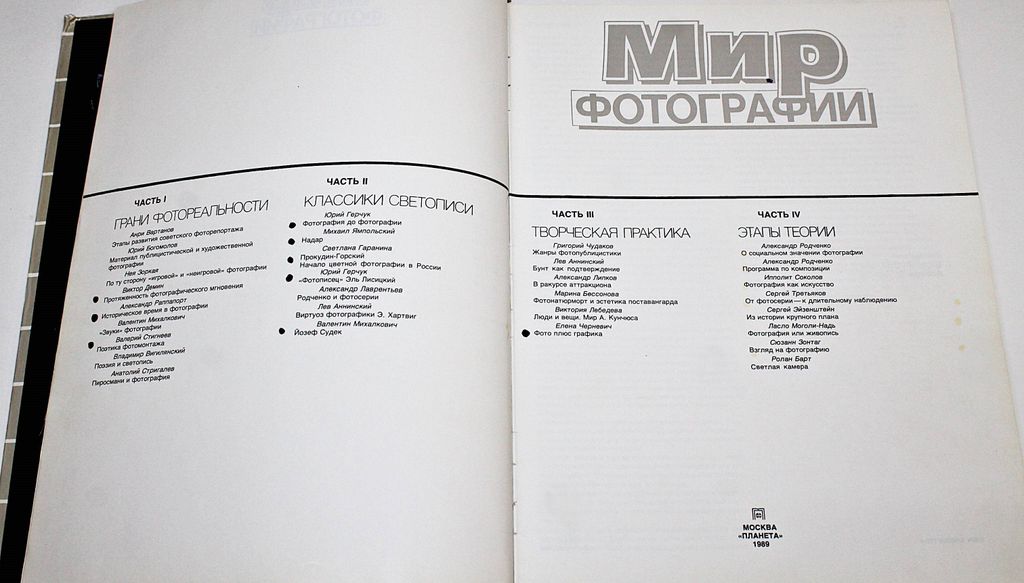 ЧАСТЬ I
ГРАНИ ФОТОРЕАЛЬНОСТИ
Анри Вартанов
Этапы развития советского фоторепортажа
Юрий Богомолов
Материал публицистической и художественной
фотографии
Нея Зоркая
По ту сторону «игровой» и «неигровой» фотографии
Виктор Демин
Протяженность фотографического мгновения
Александр Раппапорт
Историческое время в фотографии
Валентин Михалкович
«Звуки» фотографии
Валерий Стигнеев
Поэтика фотомонтажа
Владимир Вигилянский
Поэзия и светопись
Анатолий Стригалев
Пиросмани и фотография
ЧАСТЬ II
КЛАССИКИ СВЕТОПИСИ
Юрий Герчук
Фотография до фотографии
Михаил Ямпольский
Надар
Светлана Гаранина
Прокудин-Горский
Начало цветной фотографии в России
Юрий Герчук
«Фотописец» Эль Лисицкий
Александр Лаврентьев
Родченко и фотосерии
Лев Аннинский
Виртуоз фотографики Э. Хартвиг
Валентин Михалкович
Йозеф Судек
Мир
ФОТОГРАФИИ
ЧАСТЬ III
ТВОРЧЕСКАЯ ПРАКТИКА
Григорий Чудаков
Жанры фотопублицистики
Лев Аннинский
Бунт как подтверждение
Александр Липков
В ракурсе аттракциона
Марина Бессонова
Фотонатюрморт и эстетика поставангарда
Виктория Лебедева
Люди и вещи. Мир А. Кунчюса
Елена Черневич
Фото плюс графика
ЧАСТЬ IV
ЭТАПЫ ТЕОРИИ
Александр Родченко
О социальном значении фотографии
Александр Родченко
Программа по композиции
Ипполит Соколов
Фотография как искусство
Сергей Третьяков
От фотосерии — к длительному наблюдению
Сергей Эйзенштейн
Из истории крупного плана
Ласло Моголи-Надь
Фотография или живопись
Сюзанн Зонтаг
Взгляд на фотографию
Ролан Барт
Светлая камера
МОСКВА
«ПЛАНЕТА»
1989